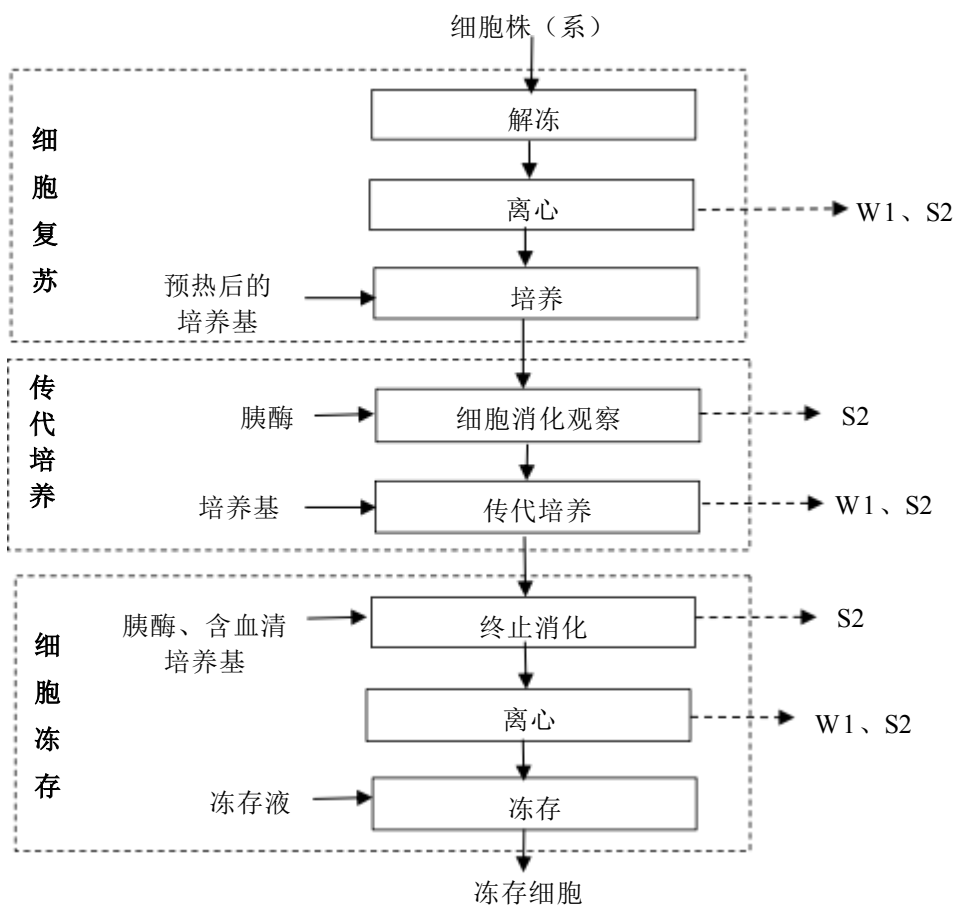 细胞株（系）
细胞复苏
解冻
离心
W1、S2
预热后的
培养基
培养
传代培养
胰酶
细胞消化观察
S2
培养基
传代培养
W1、S2
细胞冻存
胰酶、含血清
培养基
终止消化
S2
离心
W1、S2
冻存液
冻存
冻存细胞